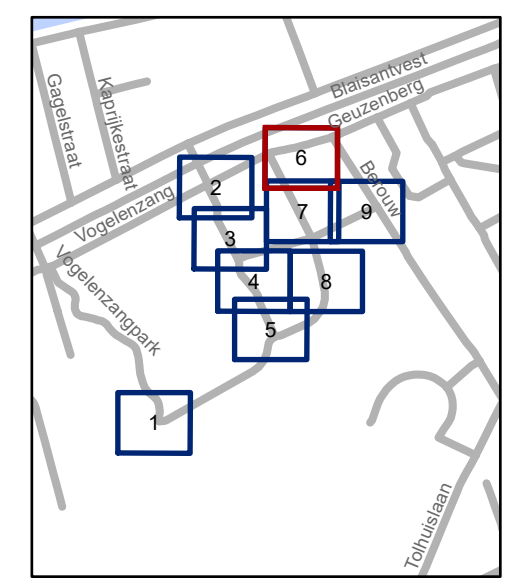 Blaisantvest
Geuzenberg
Gagelstraat
Kaprijkestraat
6
Berouw
2
Vogelenzang
7
9
3
Vogelenzangpark
4
8
5
1
Tolhuislaan